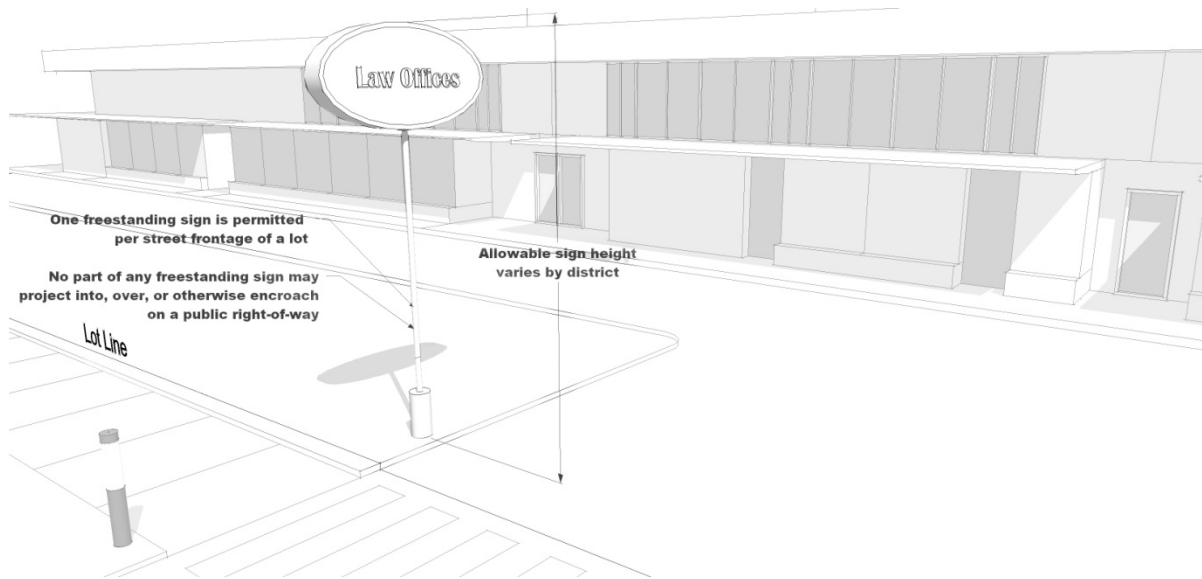 Law Offices
One freestanding sign is permitted
per street frontage of a lot
No part of any freestanding sign may
project into, over, or otherwise encroach
on a public right-of-way
Allowable sign height
varies by district
Lot Line